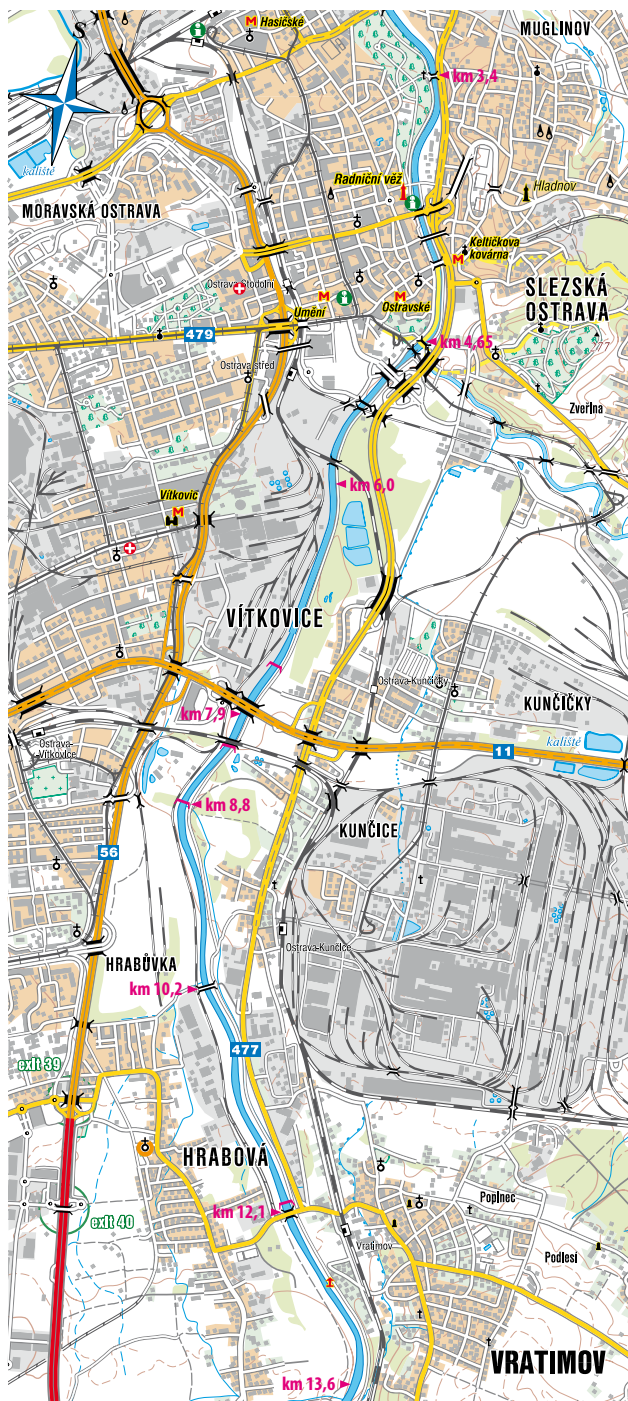 S
M Hasičské
MUGLINOV
km 3,4
kaliště
Radniční věž
Hladnov
MORAVSKÁ OSTRAVA
Keltičkova
kovárna
M
Ostrava Stodolní
SLEZSKÁ
OSTRAVA
M
M
Umění
Ostravské
479
km 4,65
Ostrava střed
Zveřina
km 6,0
Vítkovic
M
VÍTKOVICE
Ostrava-Kunčičky
KUNČIČKY
km 7,9
kaliště
Ostrava-
Vítkovice
11
km 8,8
KUNČICE
56
Ostrava-Kunčice
HRABŮVKA
km 10,2
477
exit 39
HRABOVÁ
Poplnec
km 12,1
exit 40
Vratimov
Podlesí
VRATIMOV
km 13,6